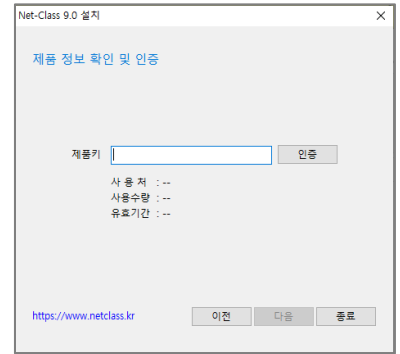 Net-Class 9.0 설치
제품 정보 확인 및 인증
제품키
인증
사 용 처 : --
사용수량 : --
유효기간 : --
https://www.netclass.kr
이전
다음
종료